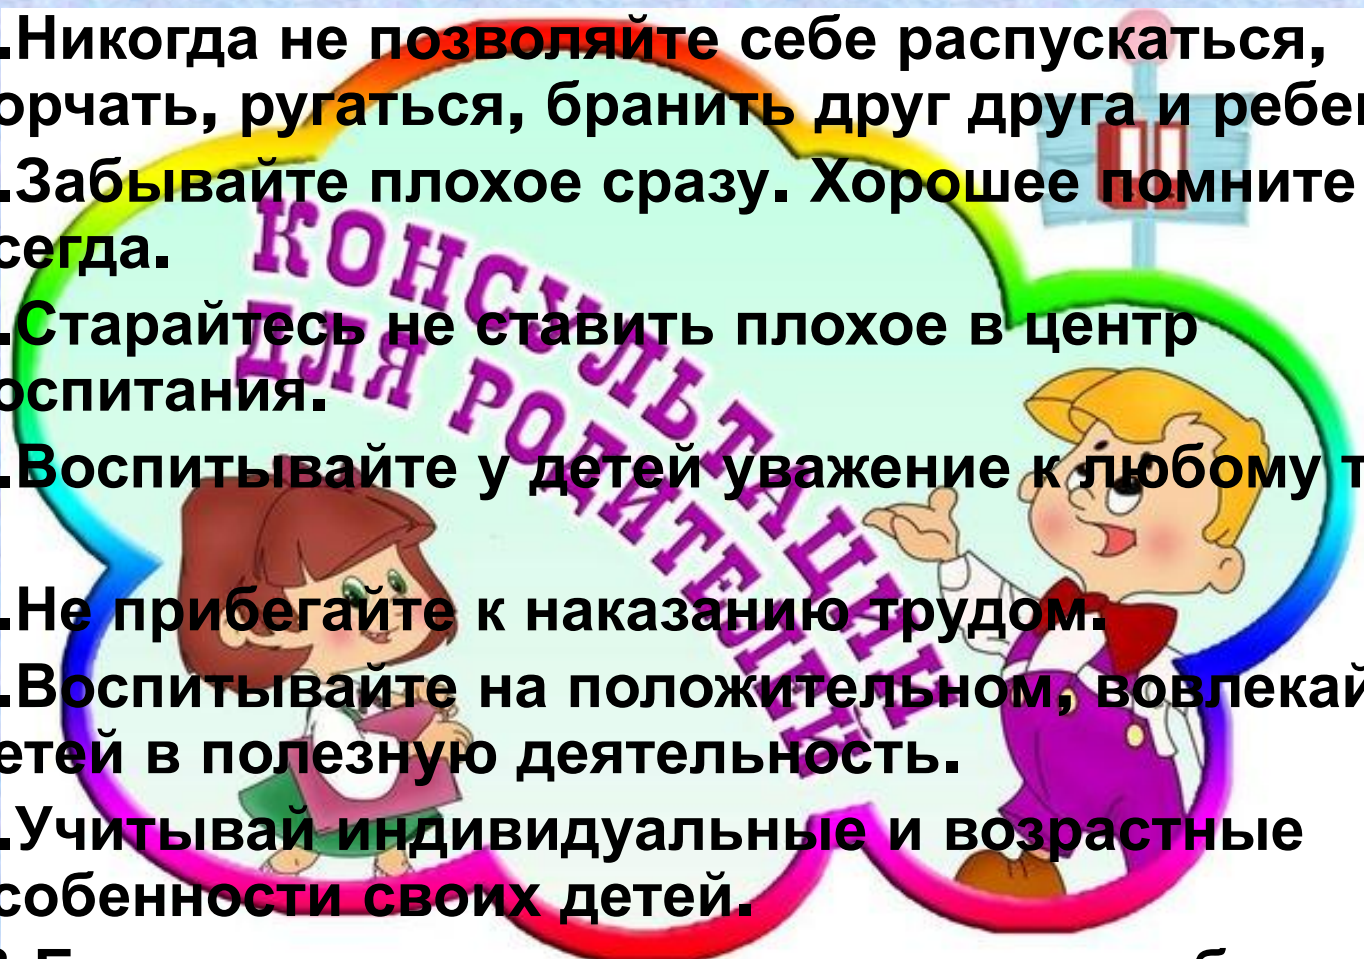 .Никогда не позволяйте себе распускаться,
орчать, ругаться, бранить друг друга и ребен
.Забывайте плохое сразу. Хорошее помните
сегда.
.Старайтесь не ставить плохое в центр
оспитания.
.Воспитывайте у детей уважение к любому т
.Не прибегайте к наказанию трудом.
.Воспитывайте на положительном, вовлекай
етей в полезную деятельность.
.Учитывай индивидуальные и возрастные
собенности своих детей.
КОНСУЛЬТАЦИИ
ДЛЯ РОДИТЕЛЕЙ